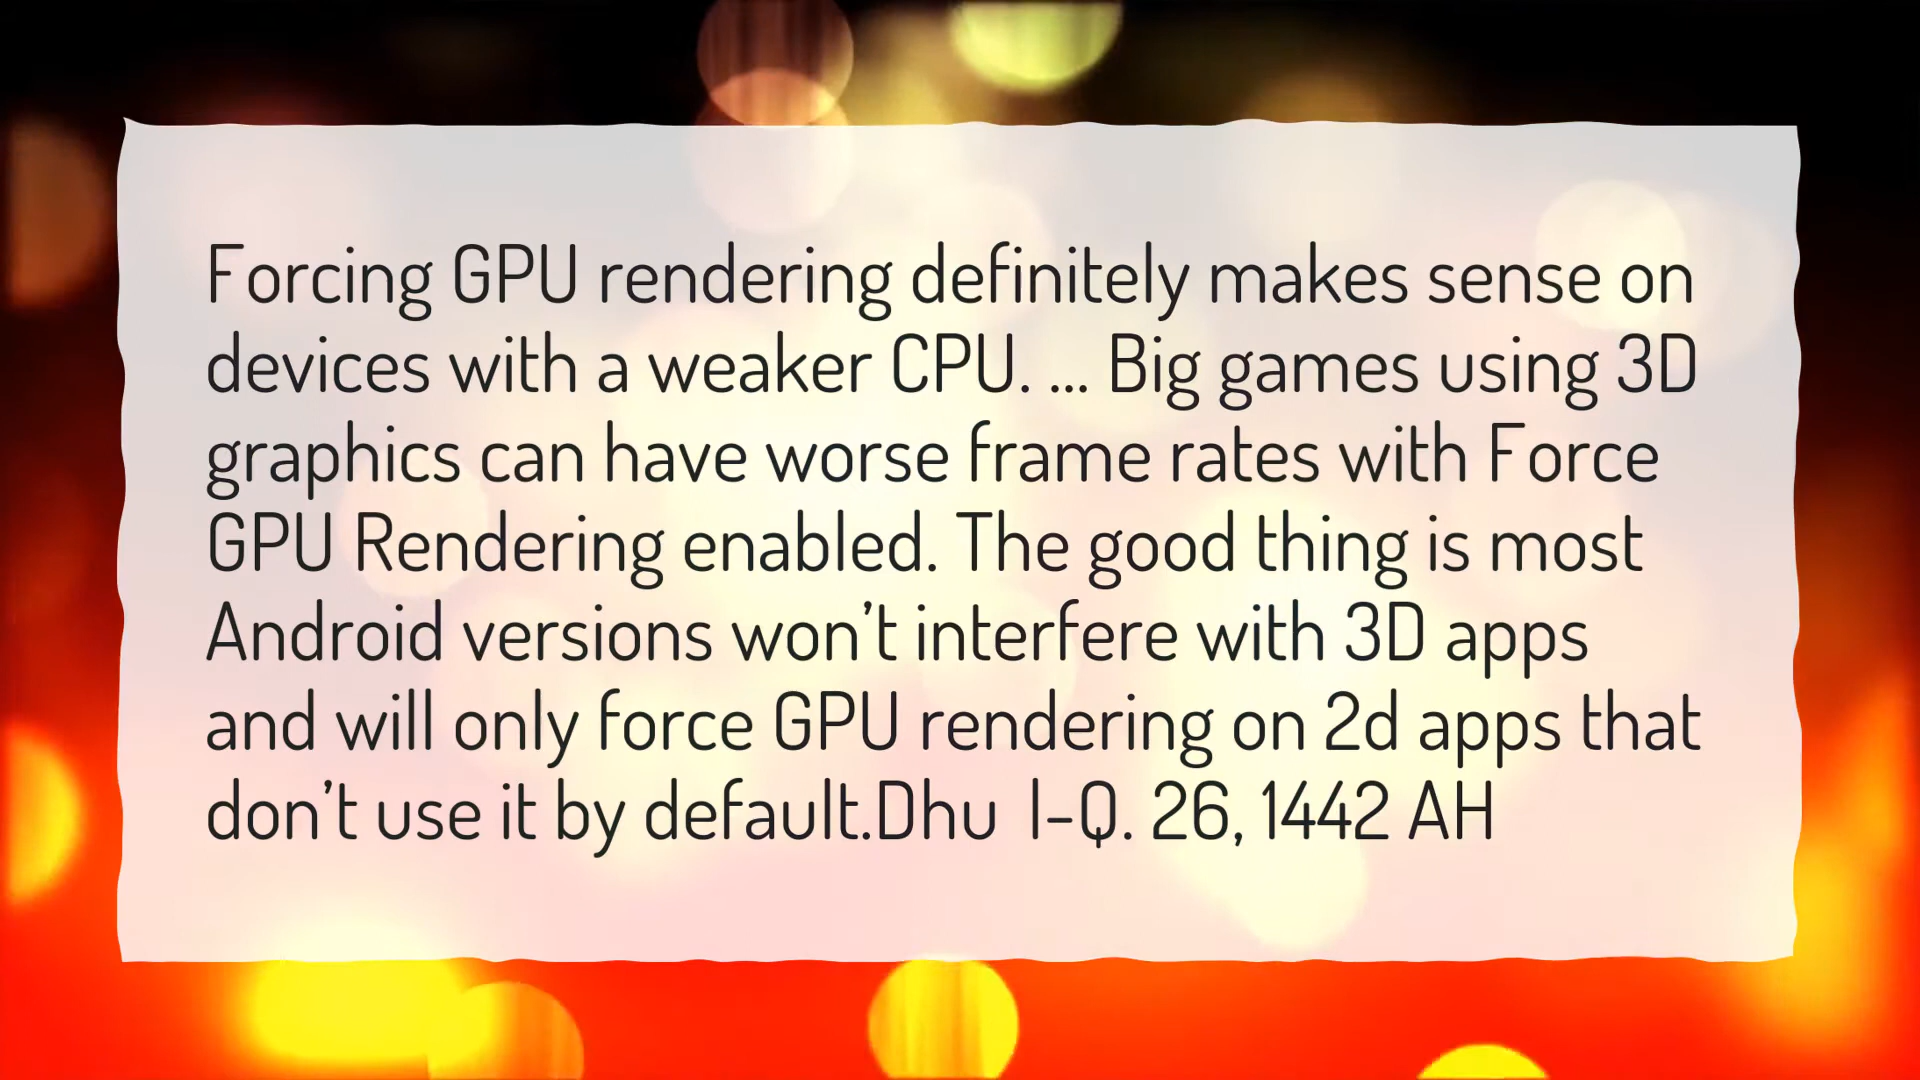 Forcing GPU rendering definitely makes sense on
devices with a weaker CPU. ... Big games using 3D
graphics can have worse frame rates with Force
GPU Rendering enabled. The good thing is most
Android versions won't interfere with 3D apps
and will only force GPU rendering on 2d apps that
don't use it by default.Dhu l-Q. 26, 1442 AH